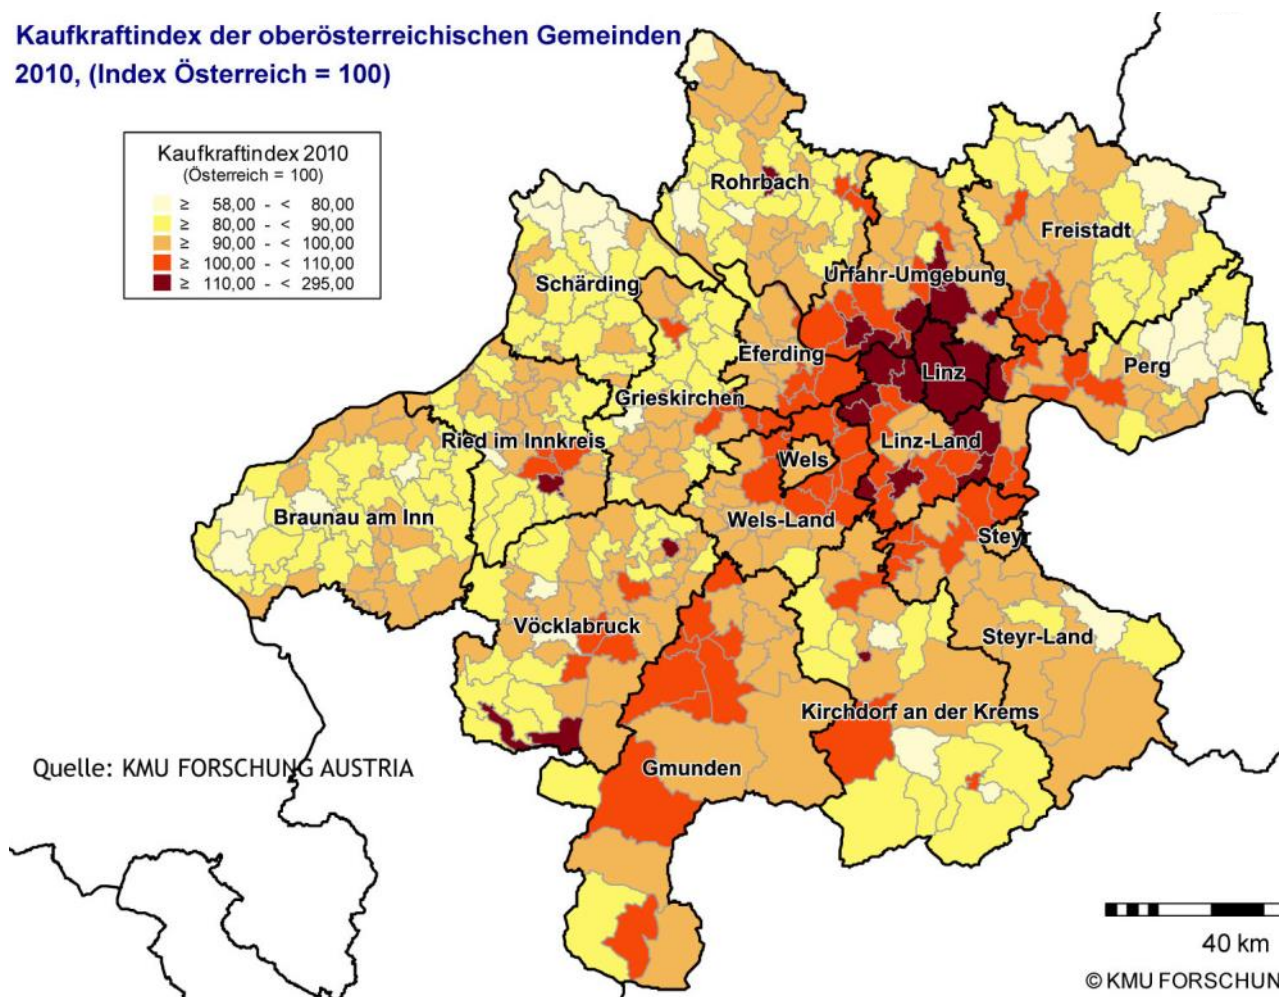 Kaufkraftindex der oberösterreichischen Gemeinden
2010, (Index Österreich = 100)
Kaufkraftindex 2010
(Österreich = 100)
≥ 58,00 - < 80,00
≥ 80,00 - < 90,00
≥ 90,00 - < 100,00
≥ 100,00 - < 110,00
≥ 110,00 - < 295,00
Rohrbach
Freistadt
Urfahr-Umgebung
Schärding
Eferding
Linz
Perg
Grieskirchen
Ried im Innkreis
Linz-Land
Wels
Braunau am Inn
Wels-Land
Steyr
Vöcklabruck
Steyr-Land
Kirchdorf an der Krems
Gmunden
Quelle: KMU FORSCHUNG AUSTRIA
40 km
© KMU FORSCHUN